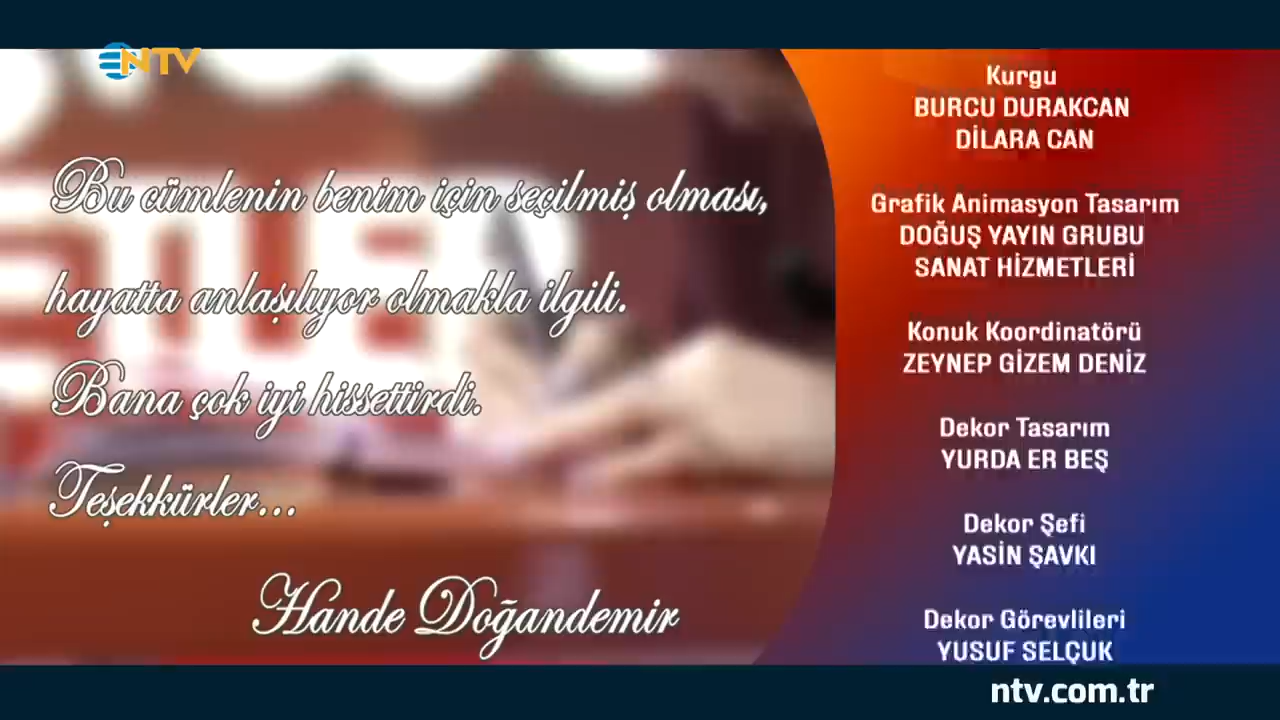 NTV
Bu cümlenin benim için seçilmiş olması,
hayatta anlaşılıyor olmakla ilgili.
Bana çok iyi hissettirdi.
Teşekkürler...
Hande Doğandemir
Kurgu
BURCU DURAKCAN
DİLARA CAN
Grafik Animasyon Tasarım
DOĞUŞ YAYIN GRUBU
SANAT HİZMETLERİ
Konuk Koordinatörü
ZEYNEP GİZEM DENİZ
Dekor Tasarım
YURDA ER BEŞ
Dekor Şefi
YASİN ŞAVKI
Dekor Görevlileri
YUSUF SELÇUK
ntv.com.tr